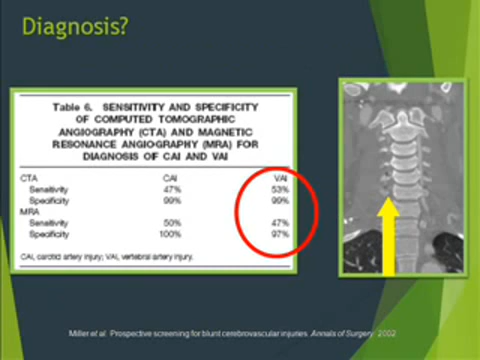 Diagnosis?
Table 6. SENSITIVITY AND SPECIFICITY
OF COMPUTED TOMOGRAPHIC
ANGIOGRAPHY (CTA) AND MAGNETIC
RESONANCE ANGIOGRAPHY (MRA) FOR
DIAGNOSIS OF CAI AND VAI
CTA CAI VAI
Sensitivity 47% 53%
Specificity 99% 99%
MRA
Sensitivity 50% 47%
Specificity 100% 97%
CAI, carotid artery injury; VAI, vertebral artery injury.
Miller et al. Prospective screening for blunt cerebrovascular injuries. Annals of Surgery. 2002